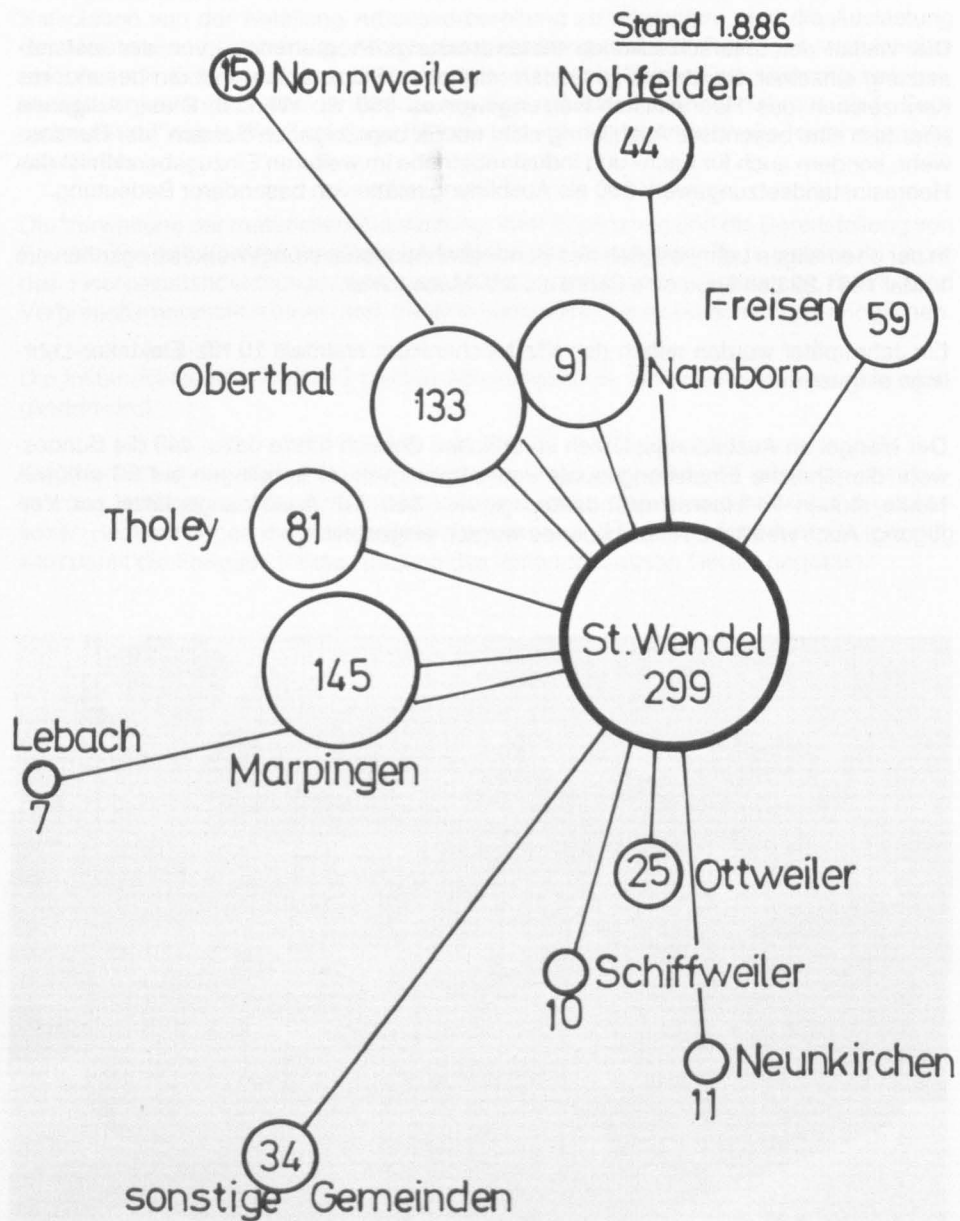 Stand 1.8.86
15 Nonnweiler
Nohfelden
44
Freisen 59
Oberthal
133
91
Namborn
Tholey 81
St.Wendel
299
145
Marpingen
Lebach
7
25 Ottweiler
Schiffweiler
10
Neunkirchen
11
34
sonstige Gemeinden